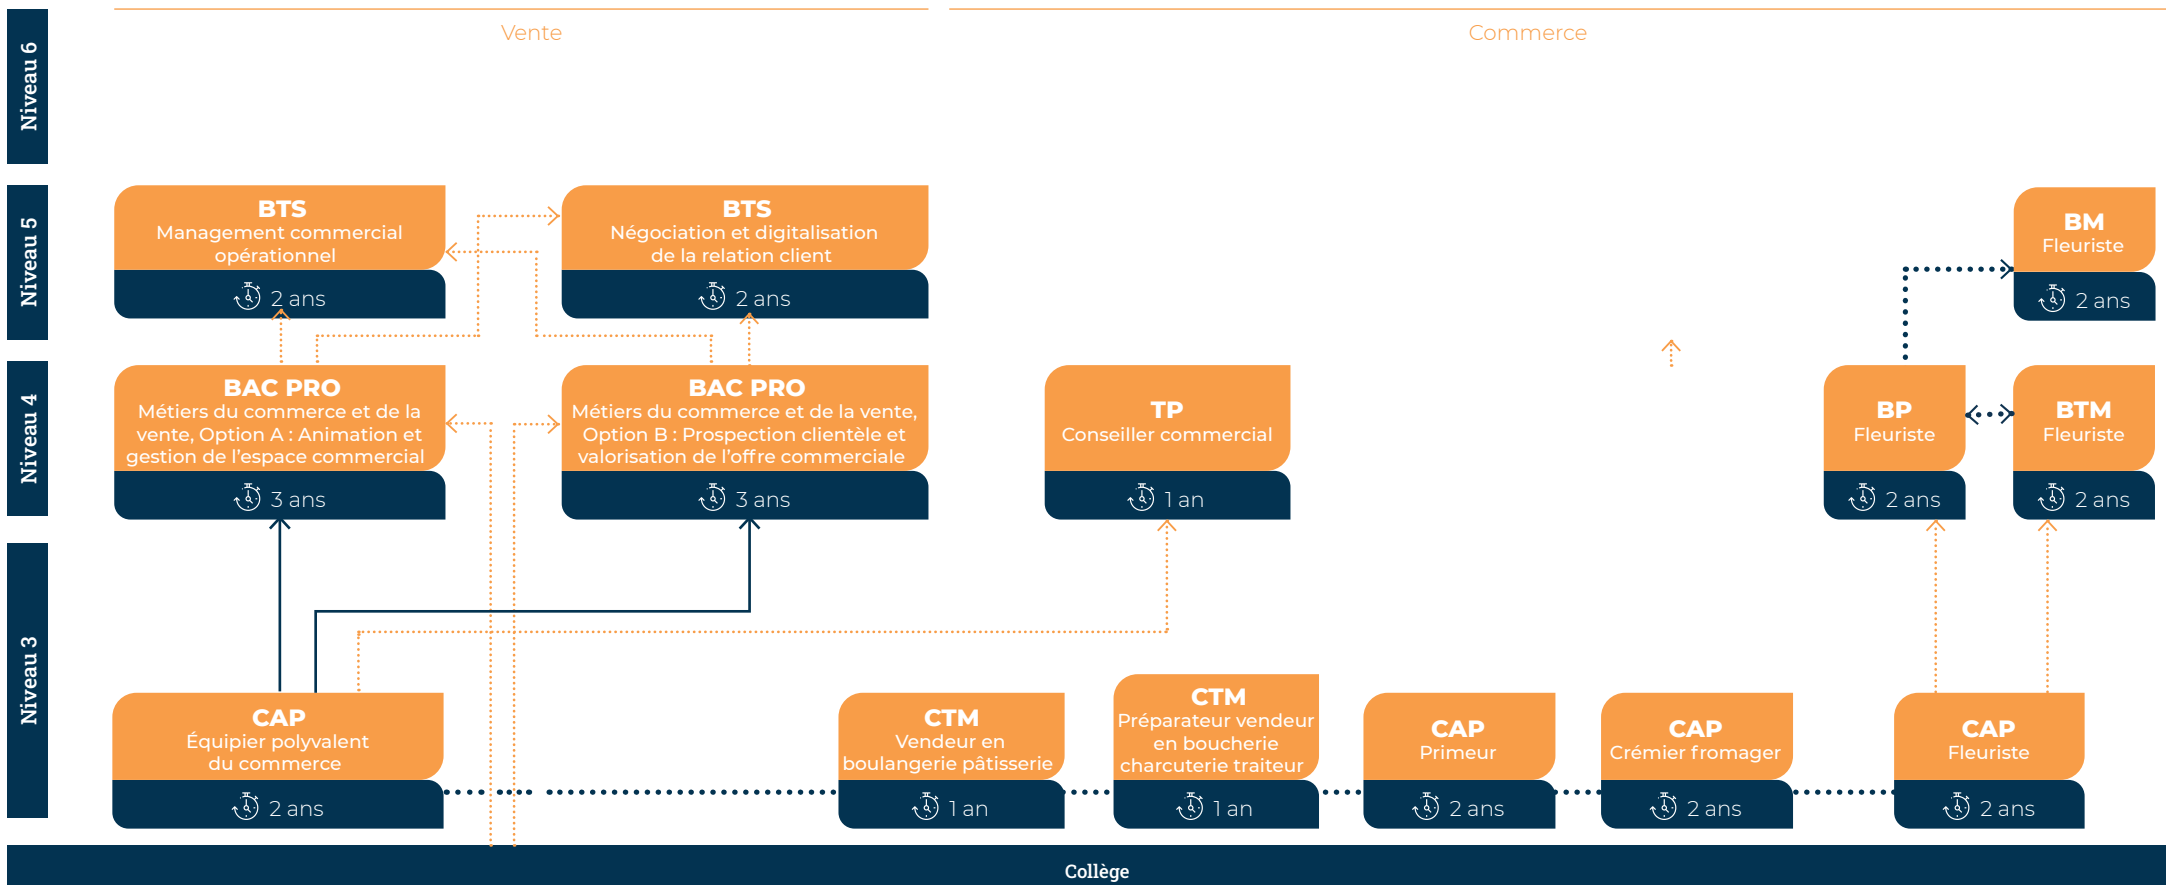 Vente
Commerce
Niveau 6
Niveau 5
BTS
Management commercial
opérationnel
2 ans
BTS
Négociation et digitalisation
de la relation client
2 ans
BM
Fleuriste
2 ans
Niveau 4
BAC PRO
Métiers du commerce et de la
vente, Option A : Animation et
gestion de l'espace commercial
3 ans
BAC PRO
Métiers du commerce et de la vente,
Option B : Prospection clientèle et
valorisation de l'offre commerciale
3 ans
TP
Conseiller commercial
1 an
BP
Fleuriste
2 ans
BTM
Fleuriste
2 ans
Niveau 3
CAP
Équipier polyvalent
du commerce
2 ans
CTM
Vendeur en
boulangerie pâtisserie
1 an
CTM
Préparateur vendeur
en boucherie
charcuterie traiteur
1 an
CAP
Primeur
2 ans
CAP
Crémier fromager
2 ans
CAP
Fleuriste
2 ans
Collège